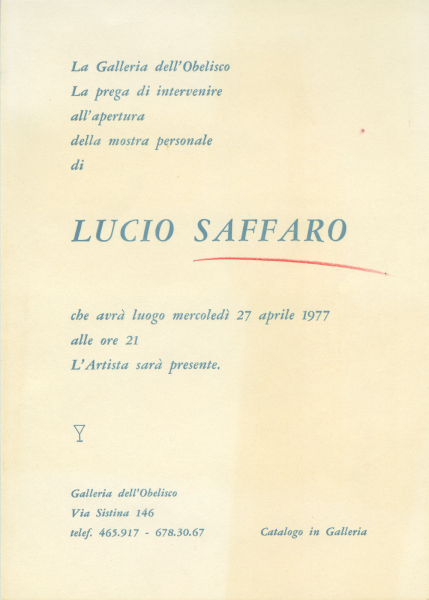 La Galleria dell'Obelisco
La prega di intervenire
all'apertura
della mostra personale
di
LUCIO SAFFARO
che avrà luogo mercoledì 27 aprile 1977
alle ore 21
L'Artista sarà presente.
Galleria dell'Obelisco
Via Sistina 146
telef. 465.917 - 678.30.67
Catalogo in Galleria